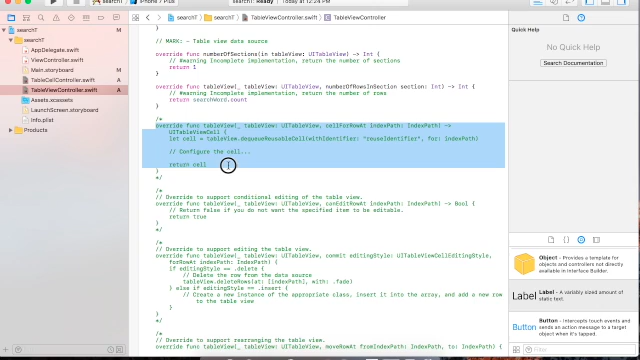 searchT
iPhone 7 Plus
searchT: Ready
Today at 12:24 PM
searchT
searchT
TableViewController.swift
TableViewController
searchT
M
searchT
AppDelegate.swift
ViewController.swift
Main.storyboard
M
TableCellController.swift
A
TableViewController.swift
A
Assets.xcassets
LaunchScreen.storyboard
Info.plist
Products
// MARK: - Table view data source
override func numberOfSections(in tableView: UITableView) -> Int {
// #warning Incomplete implementation, return the number of sections
return 1
}
override func tableView(_ tableView: UITableView, numberOfRowsInSection section: Int) -> Int {
// #warning Incomplete implementation, return the number of rows
return searchWord.count
}
/*
override func tableView(_ tableView: UITableView, cellForRowAt indexPath: IndexPath) ->
UITableViewCell {
let cell = tableView.dequeueReusableCell(withIdentifier: "reuseIdentifier", for: indexPath)
// Configure the cell...
return cell
}
*/
/*
// Override to support conditional editing of the table view.
override func tableView(_ tableView: UITableView, canEditRowAt indexPath: IndexPath) -> Bool {
// Return false if you do not want the specified item to be editable.
return true
}
*/
/*
// Override to support editing the table view.
override func tableView(_ tableView: UITableView, commit editingStyle: UITableViewCellEditingStyle,
forRowAt indexPath: IndexPath) {
if editingStyle == .delete {
// Delete the row from the data source
tableView.deleteRows(at: [indexPath], with: .fade)
} else if editingStyle == .insert {
// Create a new instance of the appropriate class, insert it into the array, and add a new row
to the table view
}
}
*/
/*
// Override to support rearranging the table view.
override func tableView(_ tableView: UITableView, moveRowAt fromIndexPath: IndexPath, to: IndexPath) {
Quick Help
No Quick Help
Search Documentation
Object - Provides a template for
objects and controllers not directly
available in Interface Builder.
Label
Label - A variably sized amount of
static text.
Button
Button - Intercepts touch events and
sends an action message to a target
object when it's tapped.
Filter